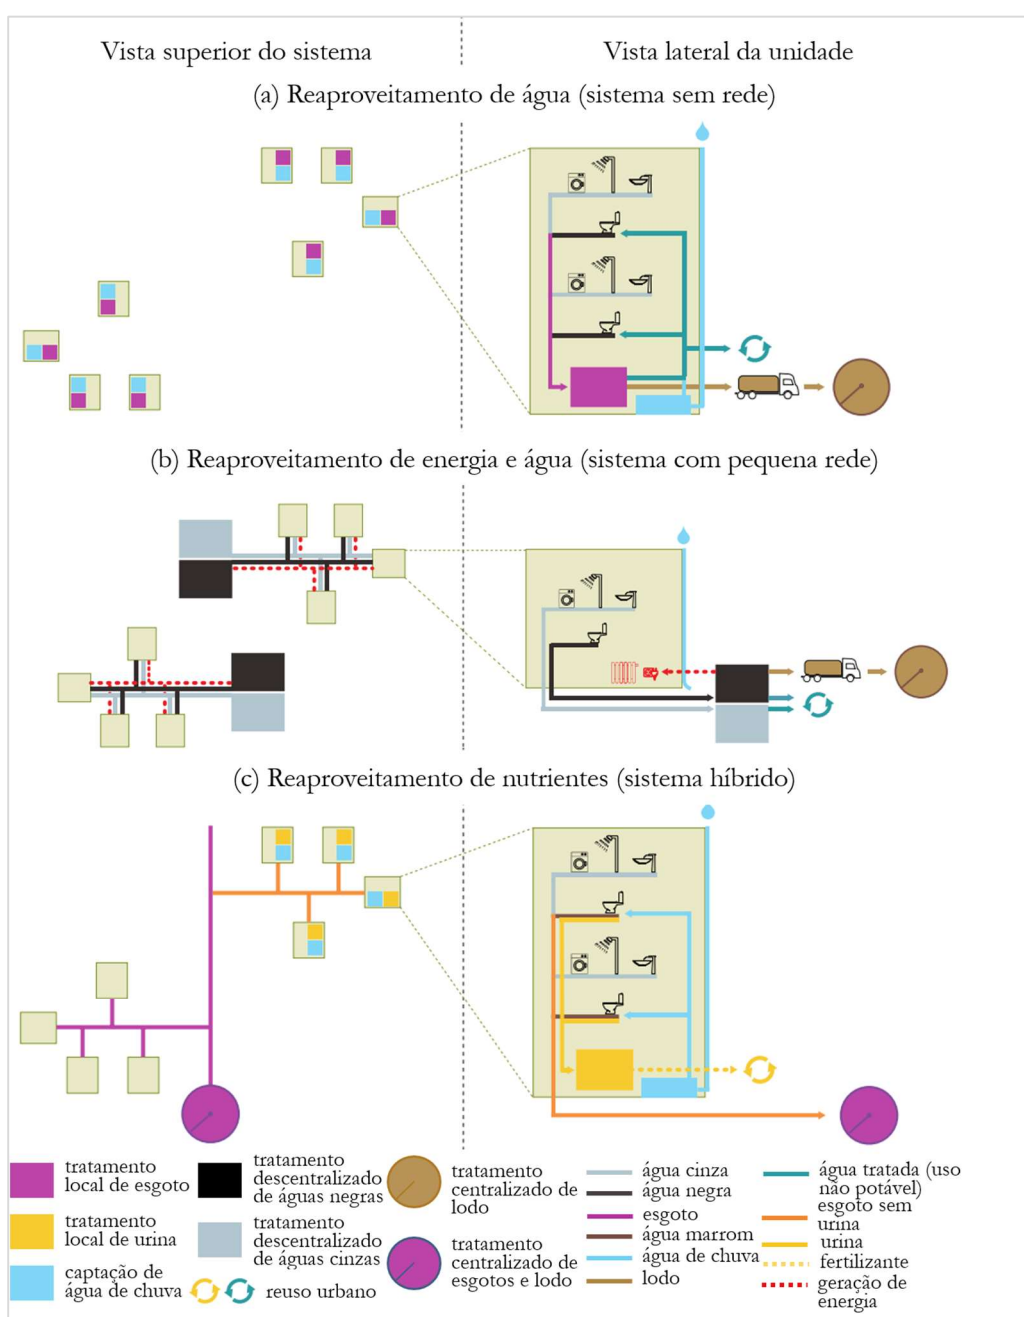 Vista superior do sistema
Vista lateral da unidade
(a) Reaproveitamento de água (sistema sem rede)
(b) Reaproveitamento de energia e água (sistema com pequena rede)
(c) Reaproveitamento de nutrientes (sistema híbrido)
tratamento
local de esgoto
tratamento
local de urina
captação de
água de chuva
tratamento
descentralizado
de águas negras
tratamento
descentralizado
de águas cinzas
reuso urbano
tratamento
centralizado de
lodo
tratamento
centralizado de
esgotos e lodo
água cinza
água negra
esgoto
água marrom
água de chuva
lodo
água tratada (uso
não potável)
esgoto sem
urina
urina
fertilizante
geração de
energia